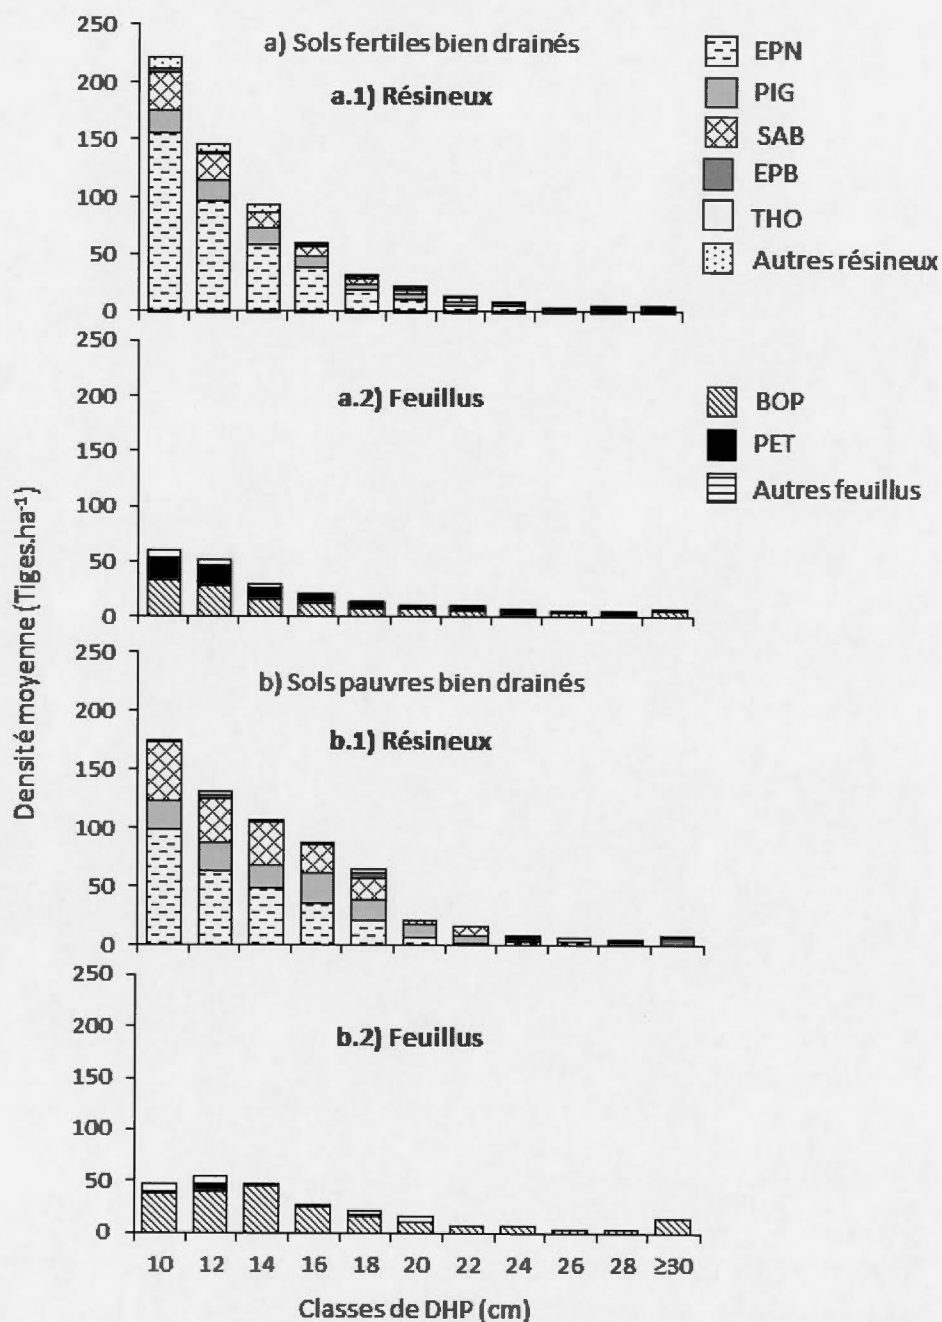 250
200
150
100
50
0
a) Sols fertiles bien drainés
a.1) Résineux
EPN
PIG
SAB
EPB
THO
Autres résineux
250
200
150
100
50
0
a.2) Feuillus
BOP
PET
Autres feuillus
Densité moyenne (Tiges.ha⁻¹)
250
200
150
100
50
0
b) Sols pauvres bien drainés
b.1) Résineux
250
200
150
100
50
0
b.2) Feuillus
10 12 14 16 18 20 22 24 26 28 ≥30
Classes de DHP (cm)